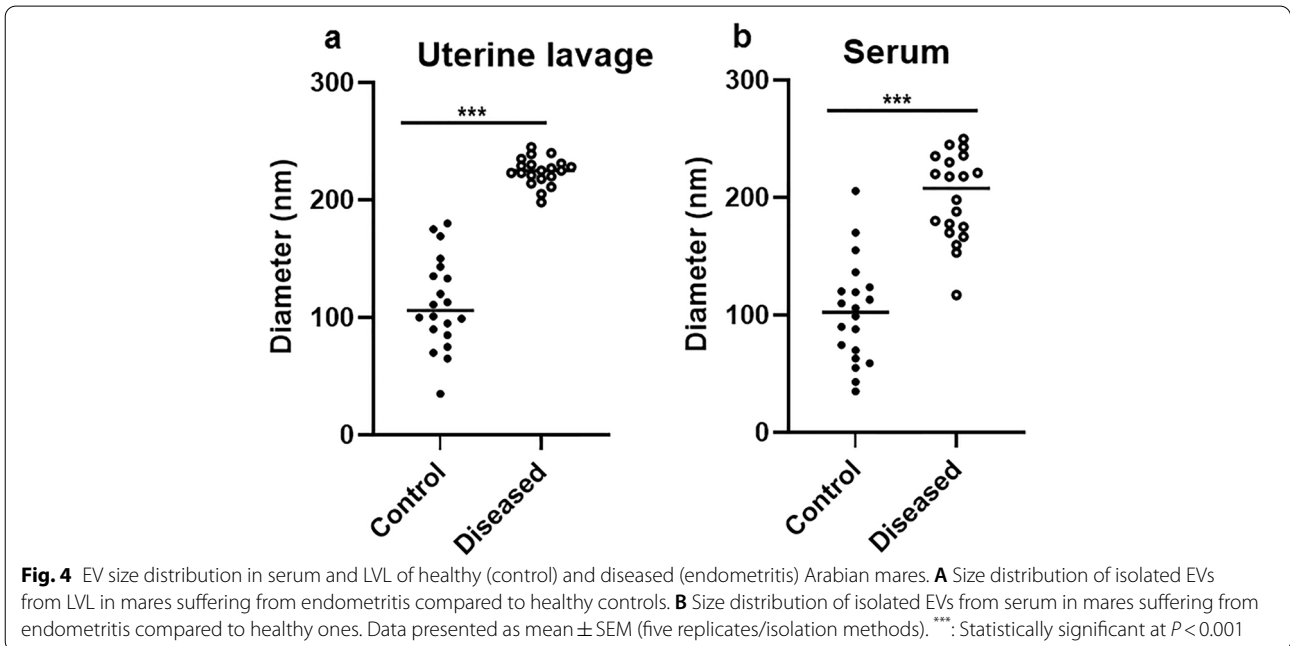 a
Uterine lavage
300
200
100
0
Diameter (nm)
***
Control
Diseased
b
Serum
300
200
100
0
Diameter (nm)
***
Control
Diseased
Fig. 4 EV size distribution in serum and LVL of healthy (control) and diseased (endometritis) Arabian mares. A Size distribution of isolated EVs
from LVL in mares suffering from endometritis compared to healthy controls. B Size distribution of isolated EVs from serum in mares suffering from
endometritis compared to healthy ones. Data presented as mean ± SEM (five replicates/isolation methods). ***: Statistically significant at P < 0.001